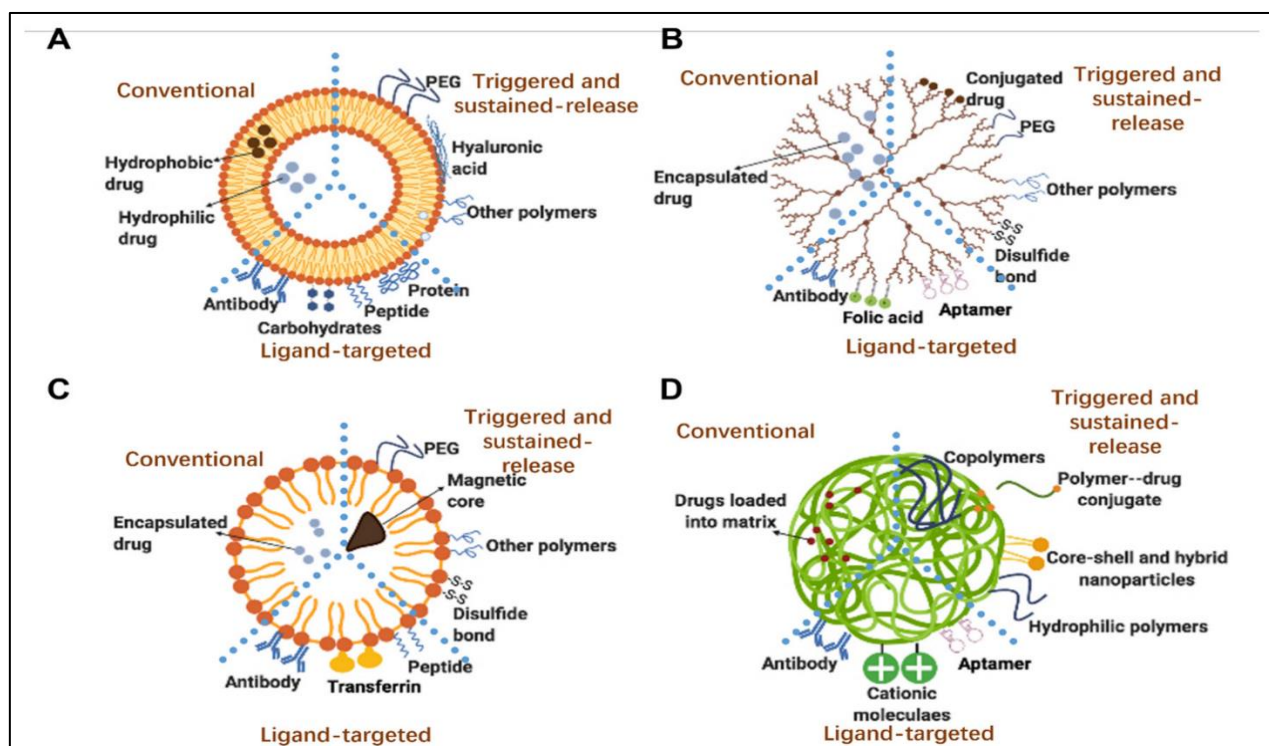 A
Conventional
PEG
Triggered and
sustained-release
Hydrophobic
drug
Hyaluronic
acid
Hydrophilic
drug
Other polymers
Antibody
Carbohydrates
Peptide
Protein
Ligand-targeted
B
Conventional
Conjugated
drug
Triggered and
sustained-
release
PEG
Encapsulated
drug
Other polymers
-S-S-
-S-S-
Disulfide
bond
Antibody
Folic acid
Aptamer
Ligand-targeted
C
Conventional
PEG
Triggered and
sustained-
release
Magnetic
core
Encapsulated
drug
Other polymers
-S-S-
-S-S-
Disulfide
bond
Antibody
Transferrin
Peptide
Ligand-targeted
D
Conventional
Triggered and
sustained-
release
Copolymers
Polymer--drug
conjugate
Drugs loaded
into matrix
Core-shell and hybrid
nanoparticles
Hydrophilic polymers
Antibody
Aptamer
Cationic
moleculaes
Ligand-targeted